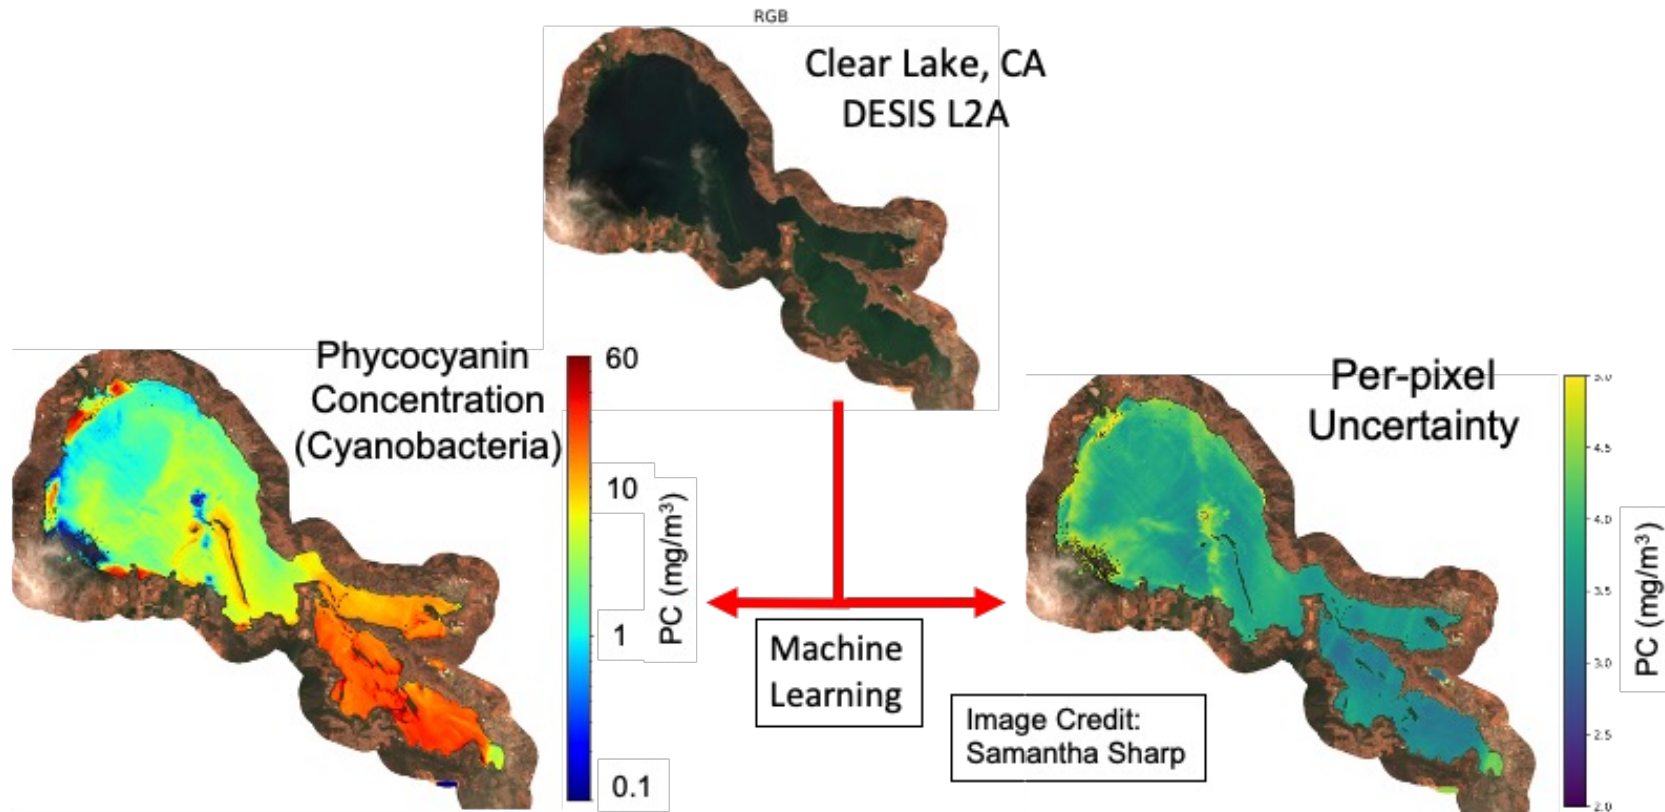 RGB
Clear Lake, CA
DESIS L2A
Phycocyanin
Concentration
(Cyanobacteria)
60
10
1
0.1
PC (mg/m³)
Machine
Learning
Image Credit:
Samantha Sharp
Per-pixel
Uncertainty
5.0
4.5
4.0
3.5
3.0
2.5
2.0
PC (mg/m³)